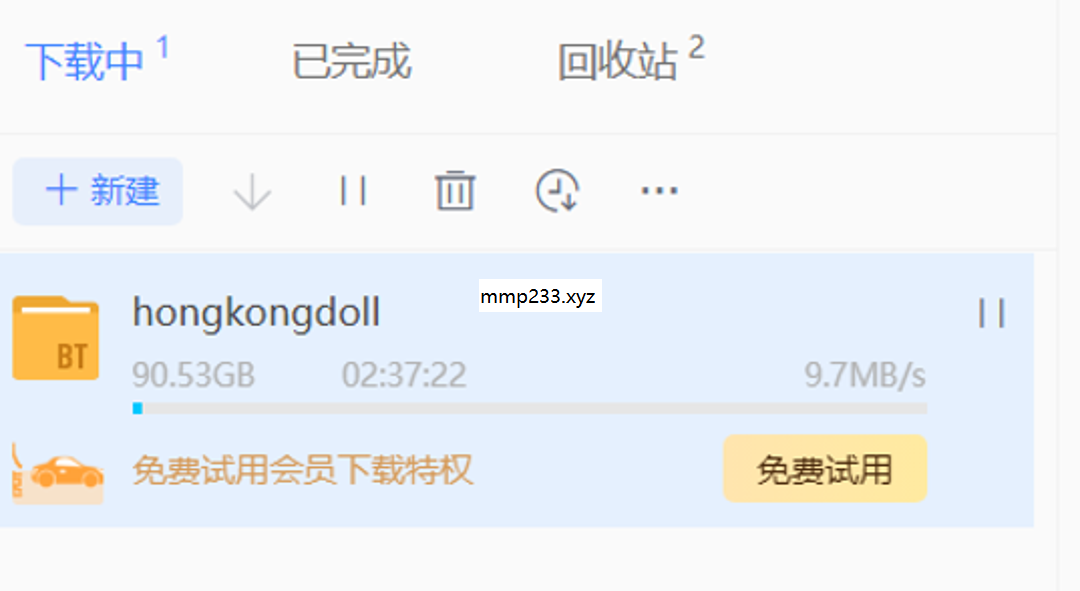 下载中 1 已完成 回收站 2
+ 新建
hongkongdoll
mmp233.xyz
BT
90.53GB 02:37:22 9.7MB/s
免费试用会员下载特权 免费试用